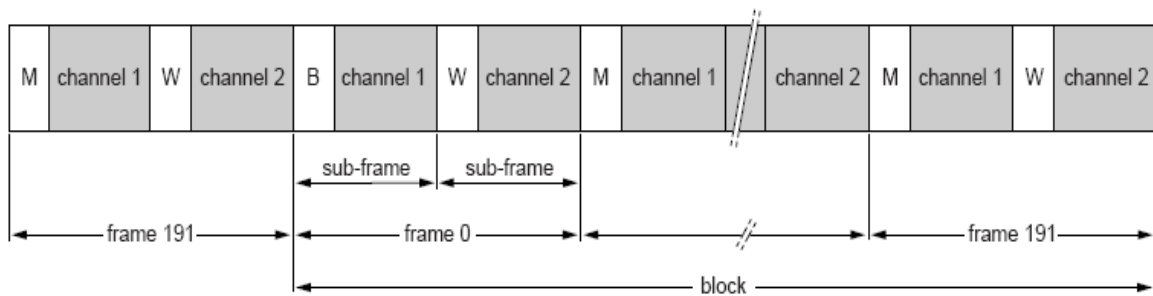 M channel 1 W channel 2 B channel 1 W channel 2 M channel 1 channel 2 M channel 1 W channel 2
sub-frame sub-frame
frame 191 frame 0 frame 191
block